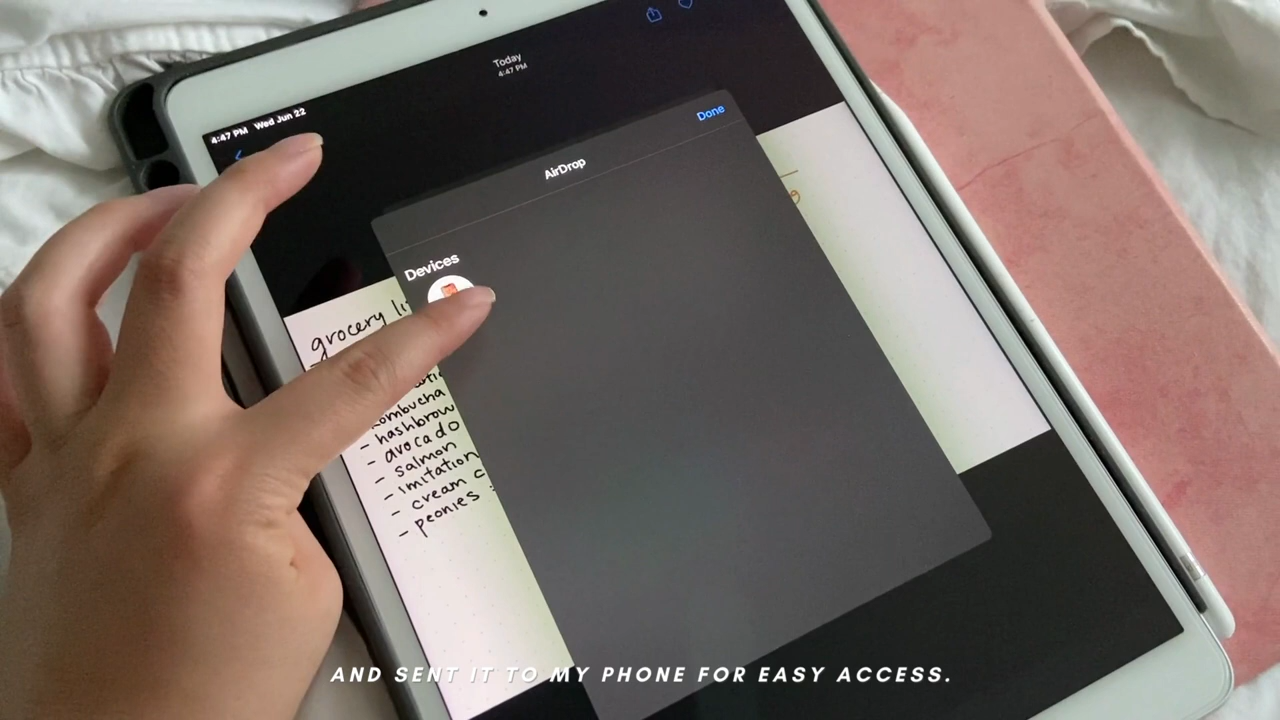 Today
4:47 PM
4:47 PM Wed Jun 22
Done
AirDrop
Devices
grocery
kombucha
- hashbrow
- avocado
- salmon
- imitation
- cream c
- peonies :
AND SENT IT TO MY PHONE FOR EASY ACCESS.